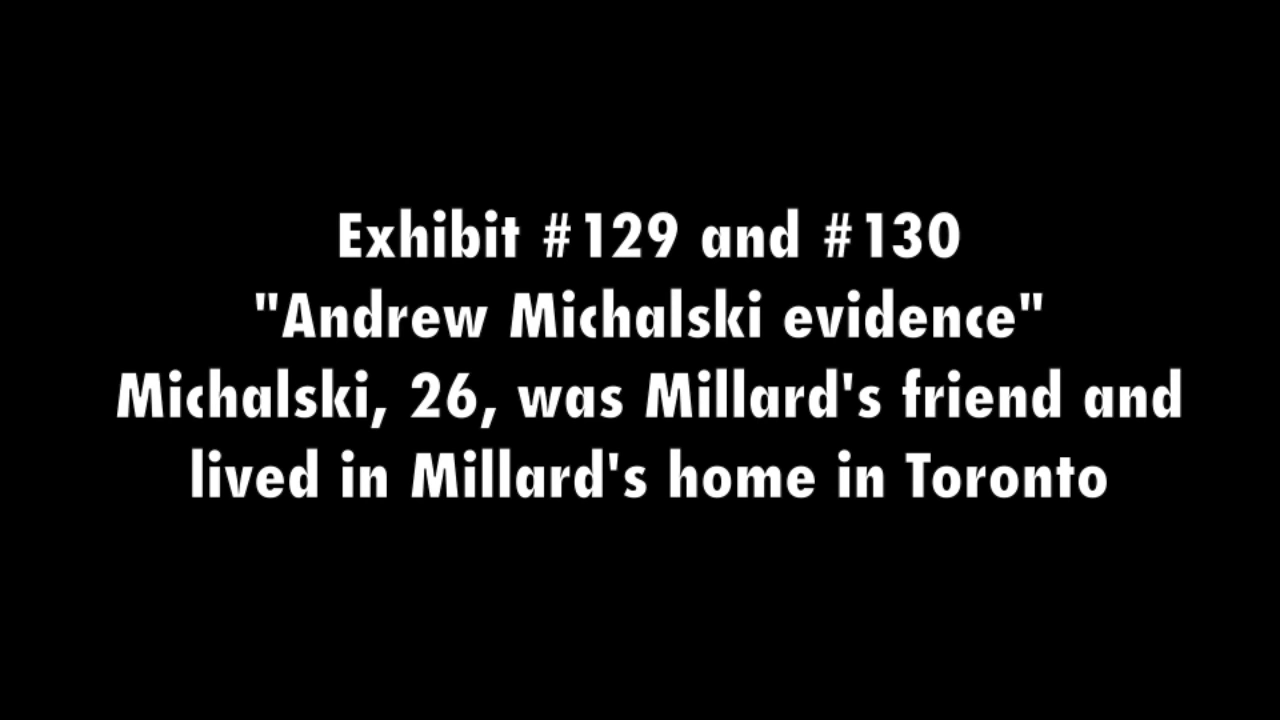 Exhibit #129 and #130
"Andrew Michalski evidence"
Michalski, 26, was Millard's friend and
lived in Millard's home in Toronto